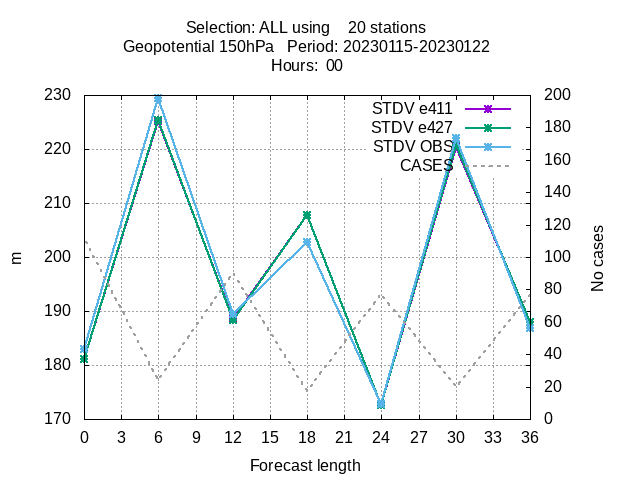 Selection: ALL using 20 stations
Geopotential 150hPa Period: 20230115-20230122
Hours: 00
230
220
210
200
190
180
170
m
200
180
160
140
120
100
80
60
40
20
0
No cases
STDV e411
STDV e427
STDV OBS
CASES
0 3 6 9 12 15 18 21 24 27 30 33 36
Forecast length